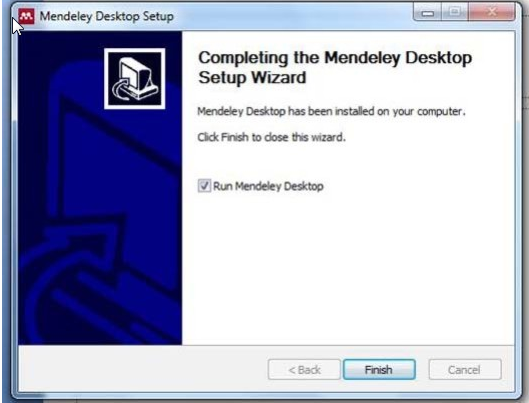 Mendeley Desktop Setup
Completing the Mendeley Desktop
Setup Wizard
Mendeley Desktop has been installed on your computer.
Click Finish to close this wizard.
Run Mendeley Desktop
< Back Finish Cancel